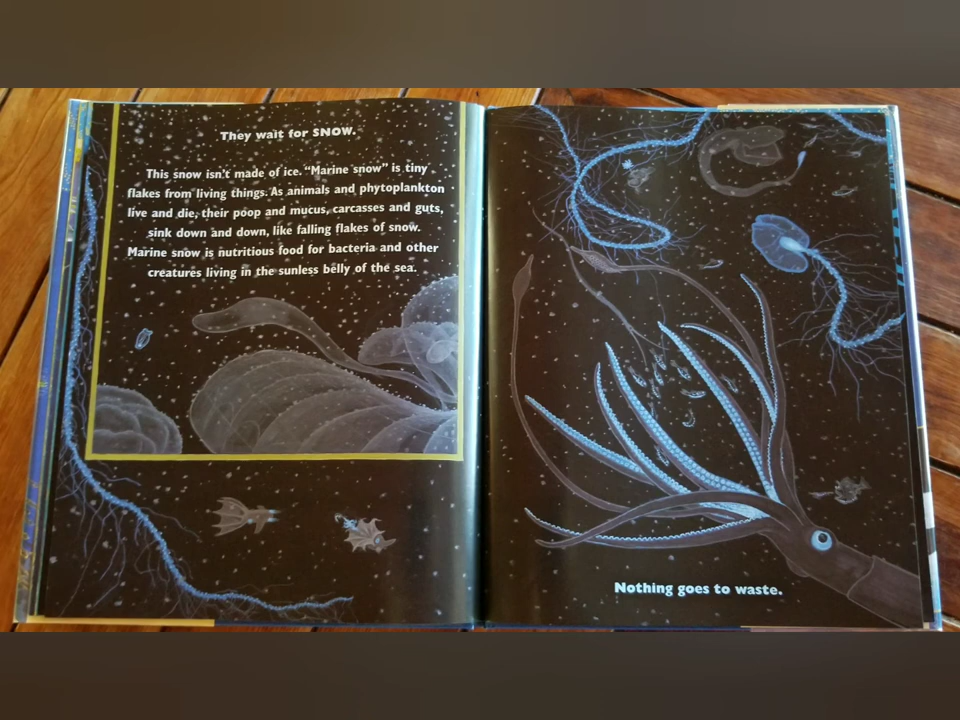 They wait for SNOW.
This snow isn't made of ice. "Marine snow" is tiny
flakes from living things. As animals and phytoplankton
live and die, their poop and mucus, carcasses and guts,
sink down and down, like falling flakes of snow.
Marine snow is nutritious food for bacteria and other
creatures living in the sunless belly of the sea.
Nothing goes to waste.